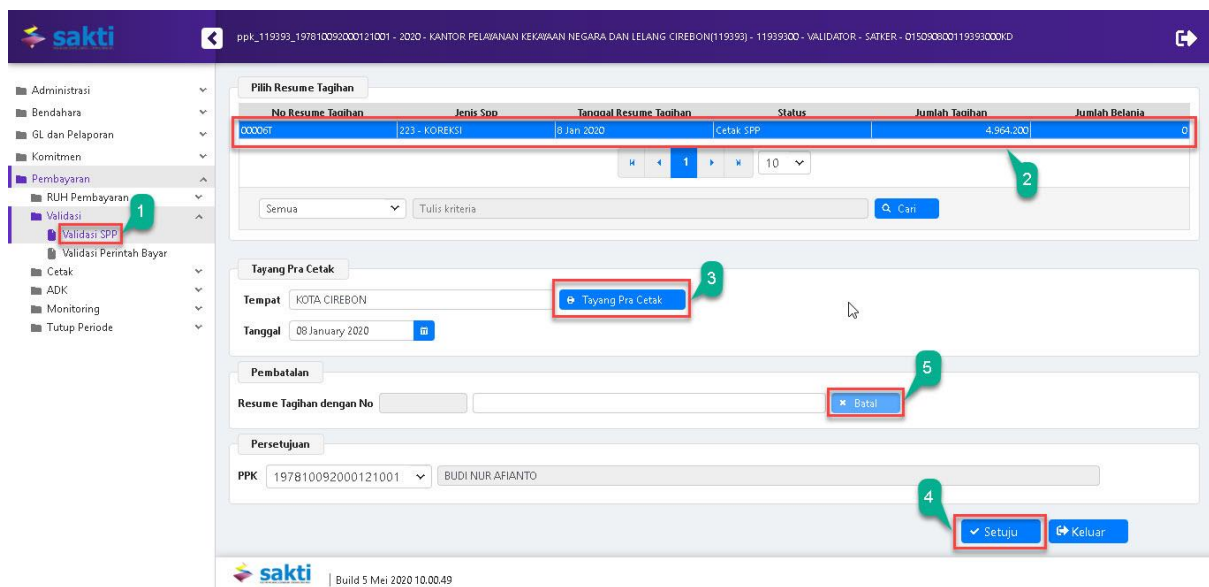 sakti
ppk_119393_197810092000121001 - 2020 - KANTOR PELAYANAN KEKAYAAN NEGARA DAN LELANG CIREBON(119393) - 11939300 - VALIDATOR - SATKER - 015090800119393000KD
Administrasi
Bendahara
GL dan Pelaporan
Komitmen
Pembayaran
RUH Pembayaran
1
Validasi
Validasi SPP
Validasi Perintah Bayar
Cetak
ADK
Monitoring
Tutup Periode
Pilih Resume Tagihan
No Resume Tagihan Jenis Spp Tanggal Resume Tagihan Status Jumlah Tagihan Jumlah Belanja
00006T 223 - KOREKSI 8 Jan 2020 Cetak SPP 4.964.200 0
1 10
2
Semua Tulis kriteria Cari
Tayang Pra Cetak
3
Tempat KOTA CIREBON Tayang Pra Cetak
Tanggal 08 January 2020
Pembatalan
5
Resume Tagihan dengan No Batal
Persetujuan
PPK 197810092000121001 BUDI NUR AFIANTO
4
Setuju Keluar
sakti | Build 5 Mei 2020 10.00.49